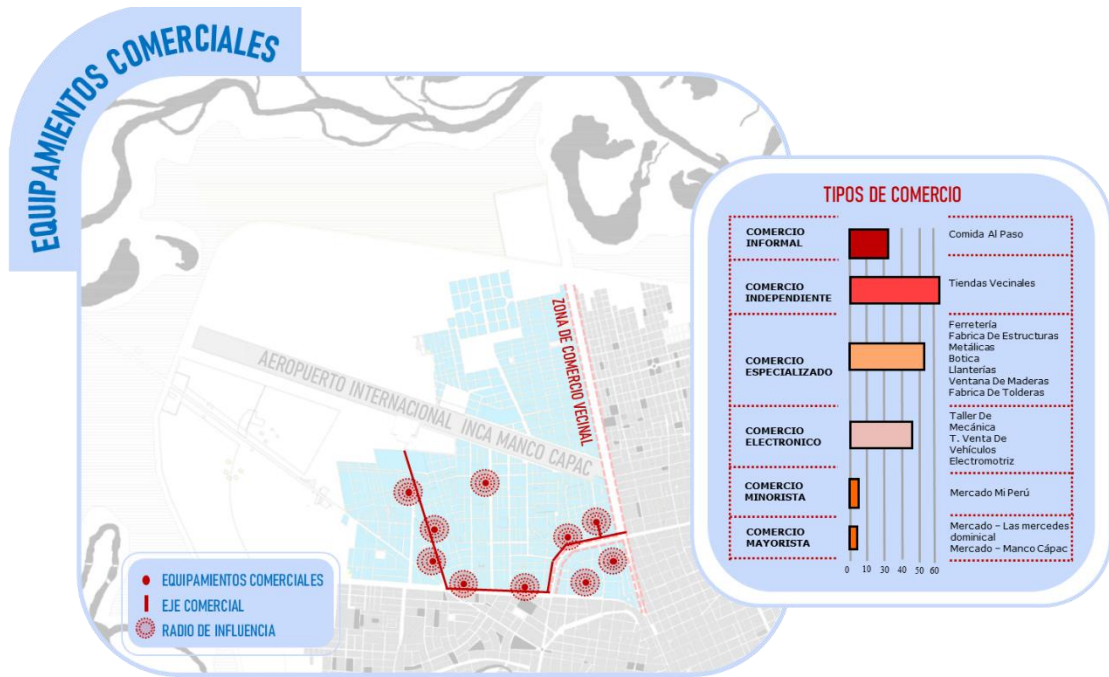 EQUIPAMIENTOS COMERCIALES
AEROPUERTO INTERNACIONAL INCA MANCO CÁPAC
ZONA DE COMERCIO VECINAL
EQUIPAMIENTOS COMERCIALES
EJE COMERCIAL
RADIO DE INFLUENCIA
TIPOS DE COMERCIO
COMERCIO
INFORMAL
Comida Al Paso
COMERCIO
INDEPENDIENTE
Tiendas Vecinales
COMERCIO
ESPECIALIZADO
Ferretería
Fabrica De Estructuras
Metálicas
Botica
Llanterías
Ventana De Maderas
Fabrica De Tolderas
COMERCIO
ELECTRONICO
Taller De
Mecánica
T. Venta De
Vehículos
Electromotriz
COMERCIO
MINORISTA
Mercado Mi Perú
COMERCIO
MAYORISTA
Mercado – Las mercedes
dominical
Mercado – Manco Cápac
0 10 30 40 50 60